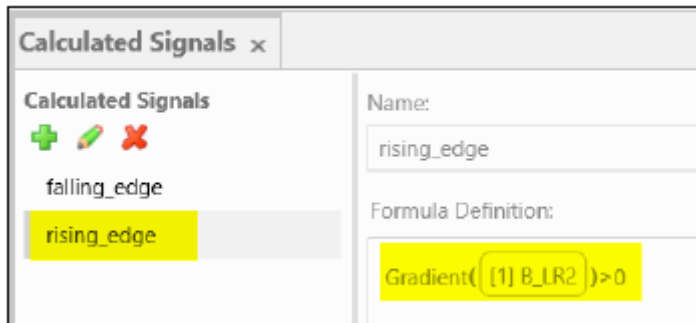 Calculated Signals ×
Calculated Signals
falling_edge
rising_edge
Name:
rising_edge
Formula Definition:
Gradient([1] B_LR2)>0